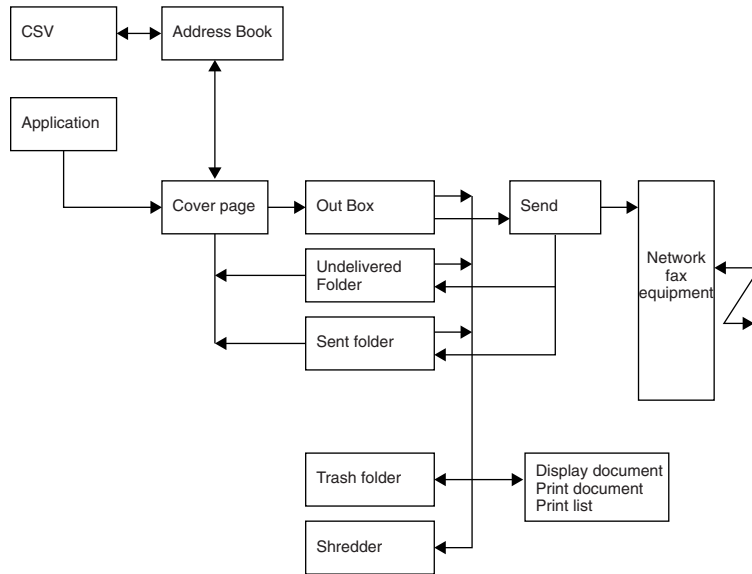 CSV
Address Book
Application
Cover page
Out Box
Send
Network
fax
equipment
Undelivered
Folder
Sent folder
Trash folder
Display document
Print document
Print list
Shredder